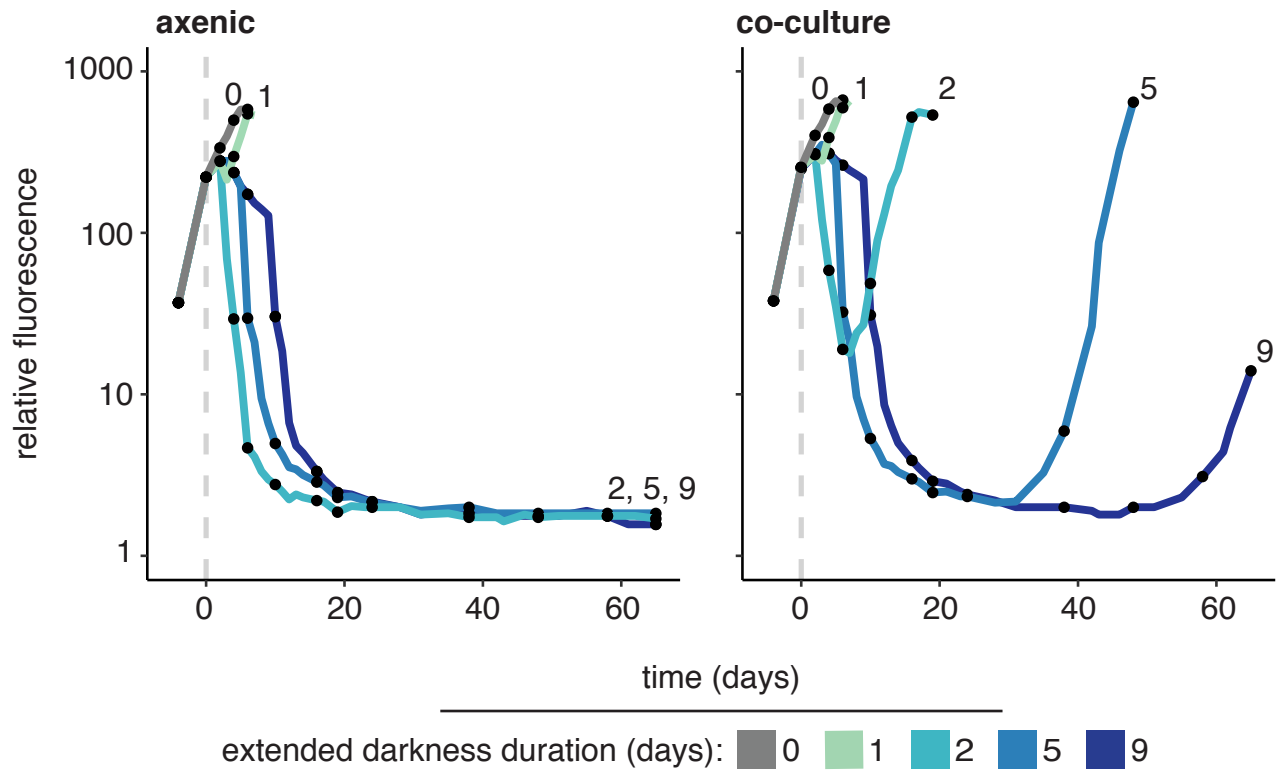 axenic
co-culture
relative fluorescence
1000
100
10
1
0 1
2, 5, 9
0 20 40 60
0 1 2 5 9
0 20 40 60
time (days)
extended darkness duration (days): 0 1 2 5 9